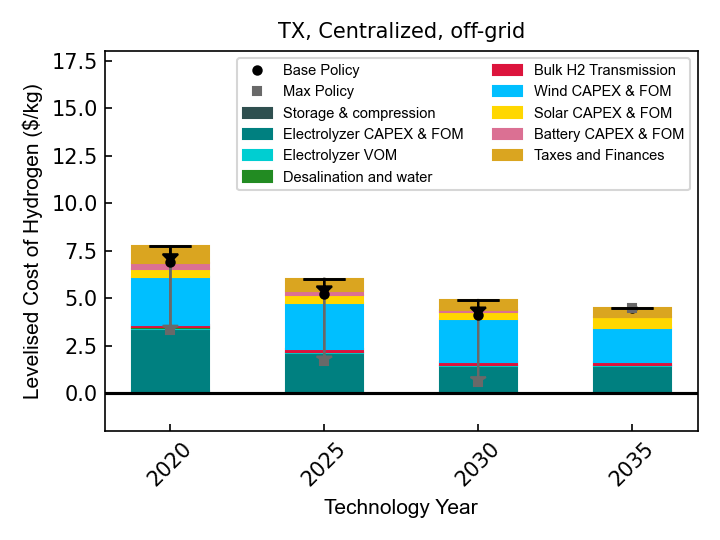 TX, Centralized, off-grid
Levelised Cost of Hydrogen ($/kg)
17.5
15.0
12.5
10.0
7.5
5.0
2.5
0.0
Base Policy
Max Policy
Storage & compression
Electrolyzer CAPEX & FOM
Electrolyzer VOM
Desalination and water
Bulk H2 Transmission
Wind CAPEX & FOM
Solar CAPEX & FOM
Battery CAPEX & FOM
Taxes and Finances
2020
2025
2030
2035
Technology Year